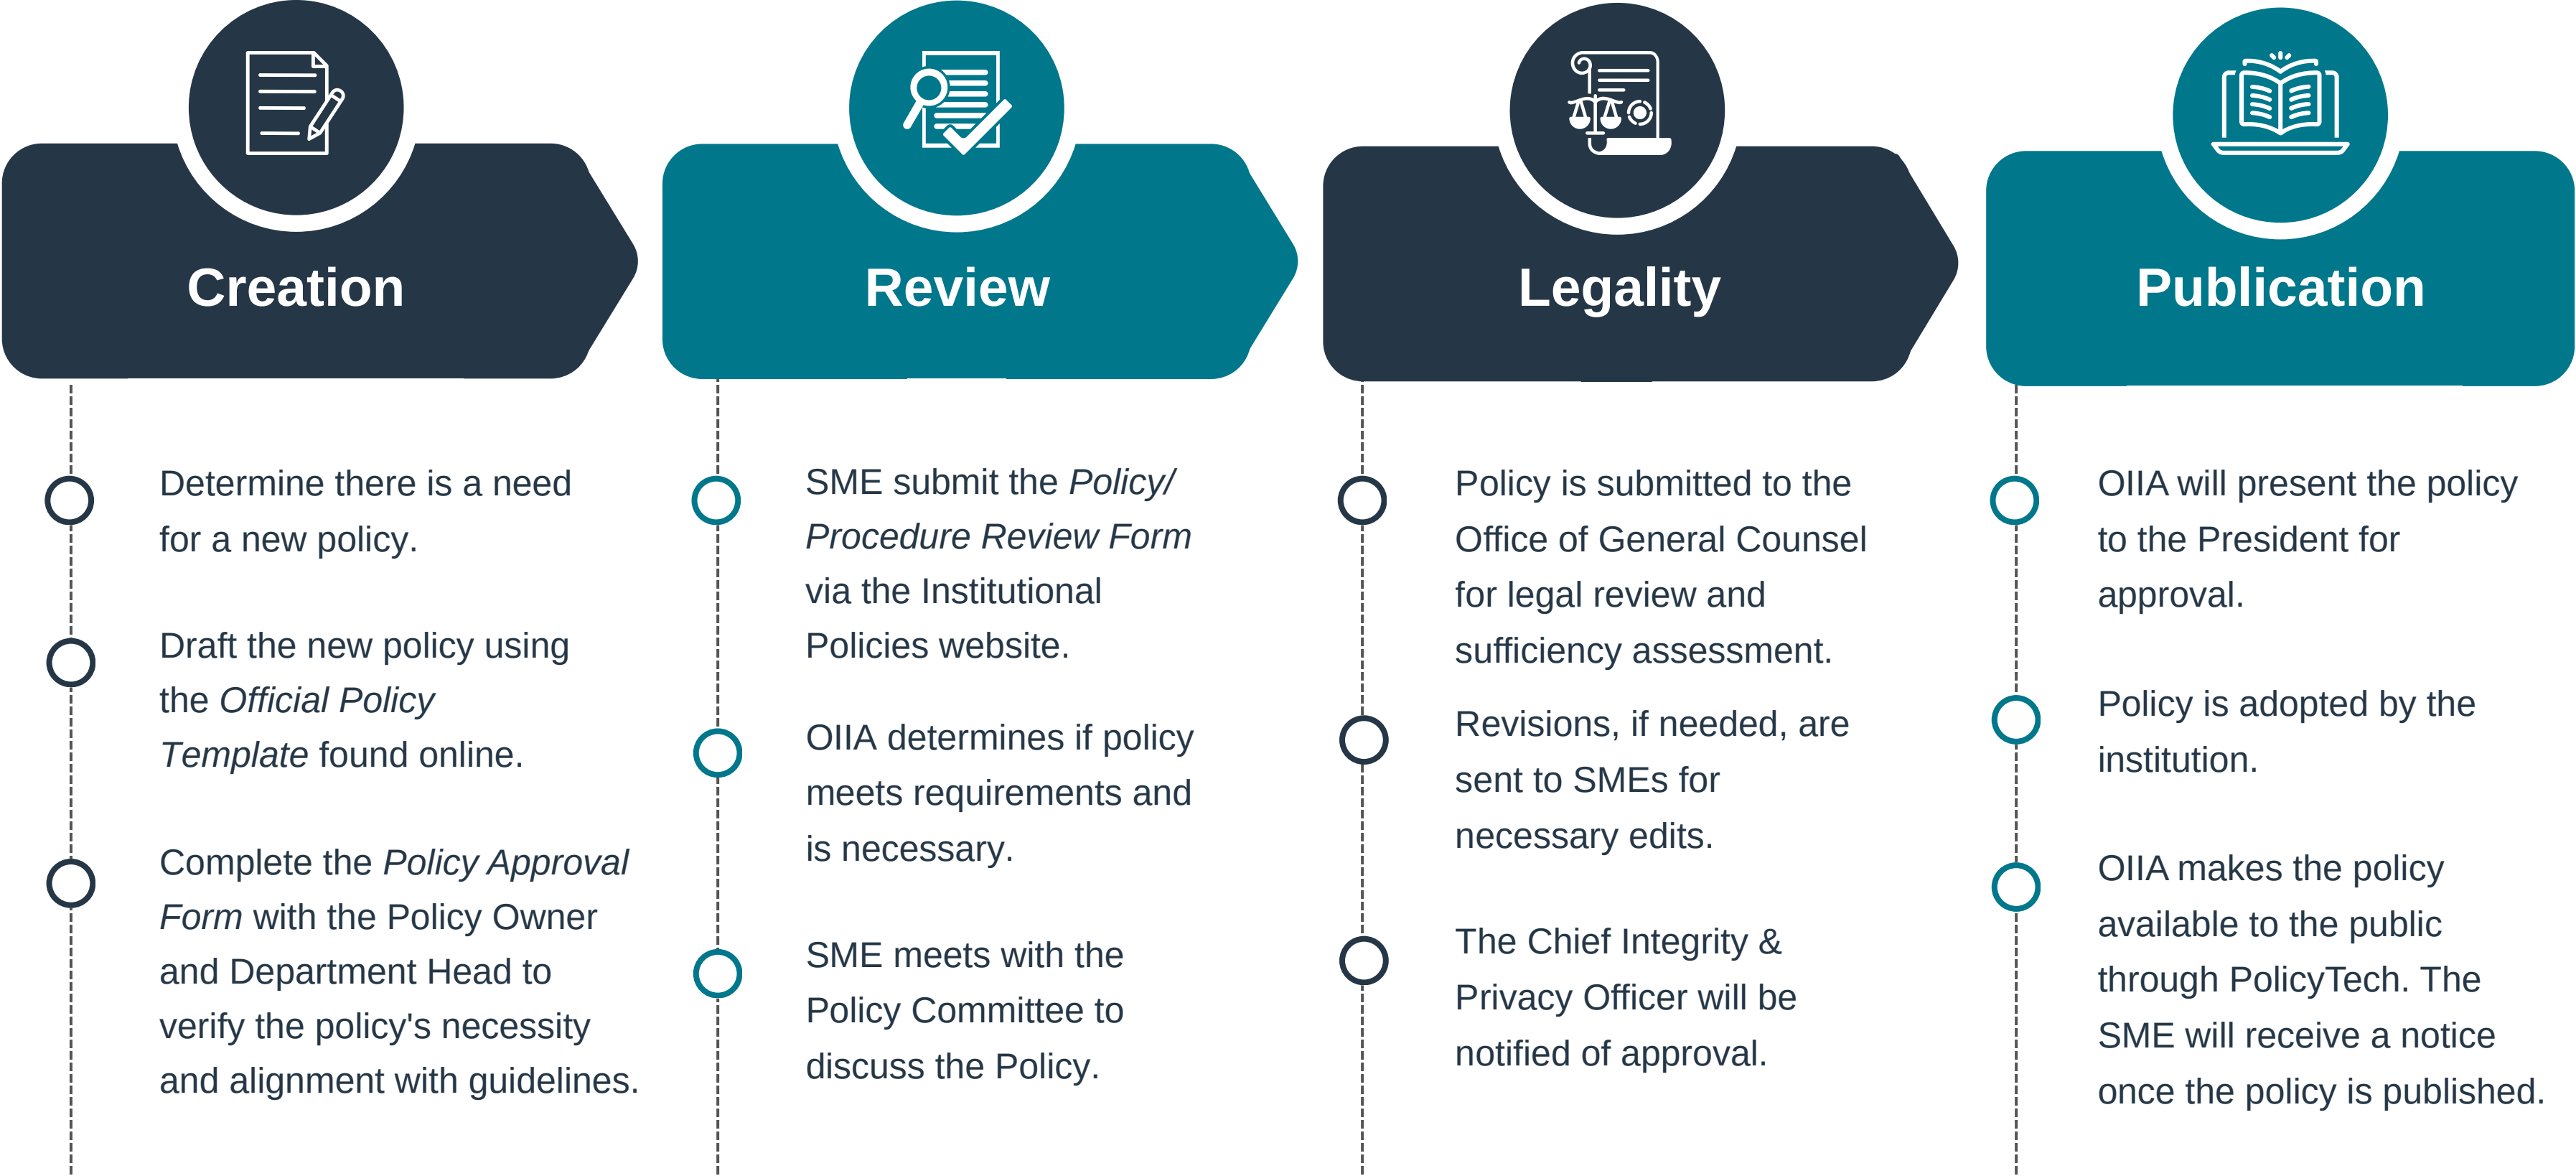 Creation
Determine there is a need
for a new policy.
Draft the new policy using
the Official Policy
Template found online.
Complete the Policy Approval
Form with the Policy Owner
and Department Head to
verify the policy's necessity
and alignment with guidelines.
Review
SME submit the Policy/
Procedure Review Form
via the Institutional
Policies website.
OIIA determines if policy
meets requirements and
is necessary.
SME meets with the
Policy Committee to
discuss the Policy.
Legality
Policy is submitted to the
Office of General Counsel
for legal review and
sufficiency assessment.
Revisions, if needed, are
sent to SMEs for
necessary edits.
The Chief Integrity &
Privacy Officer will be
notified of approval.
Publication
OIIA will present the policy
to the President for
approval.
Policy is adopted by the
institution.
OIIA makes the policy
available to the public
through PolicyTech. The
SME will receive a notice
once the policy is published.